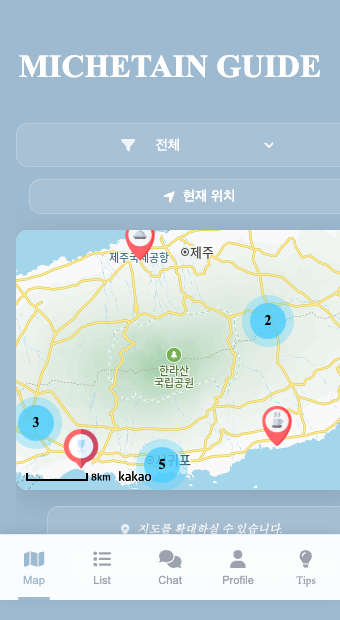 MICHETAIN GUIDE
전체
현재 위치
제주국제공항
제주
2
한라산
국립공원
3
5
서귀포
8km kakao
지도를 확대하실 수 있습니다.
Map List Chat Profile Tips